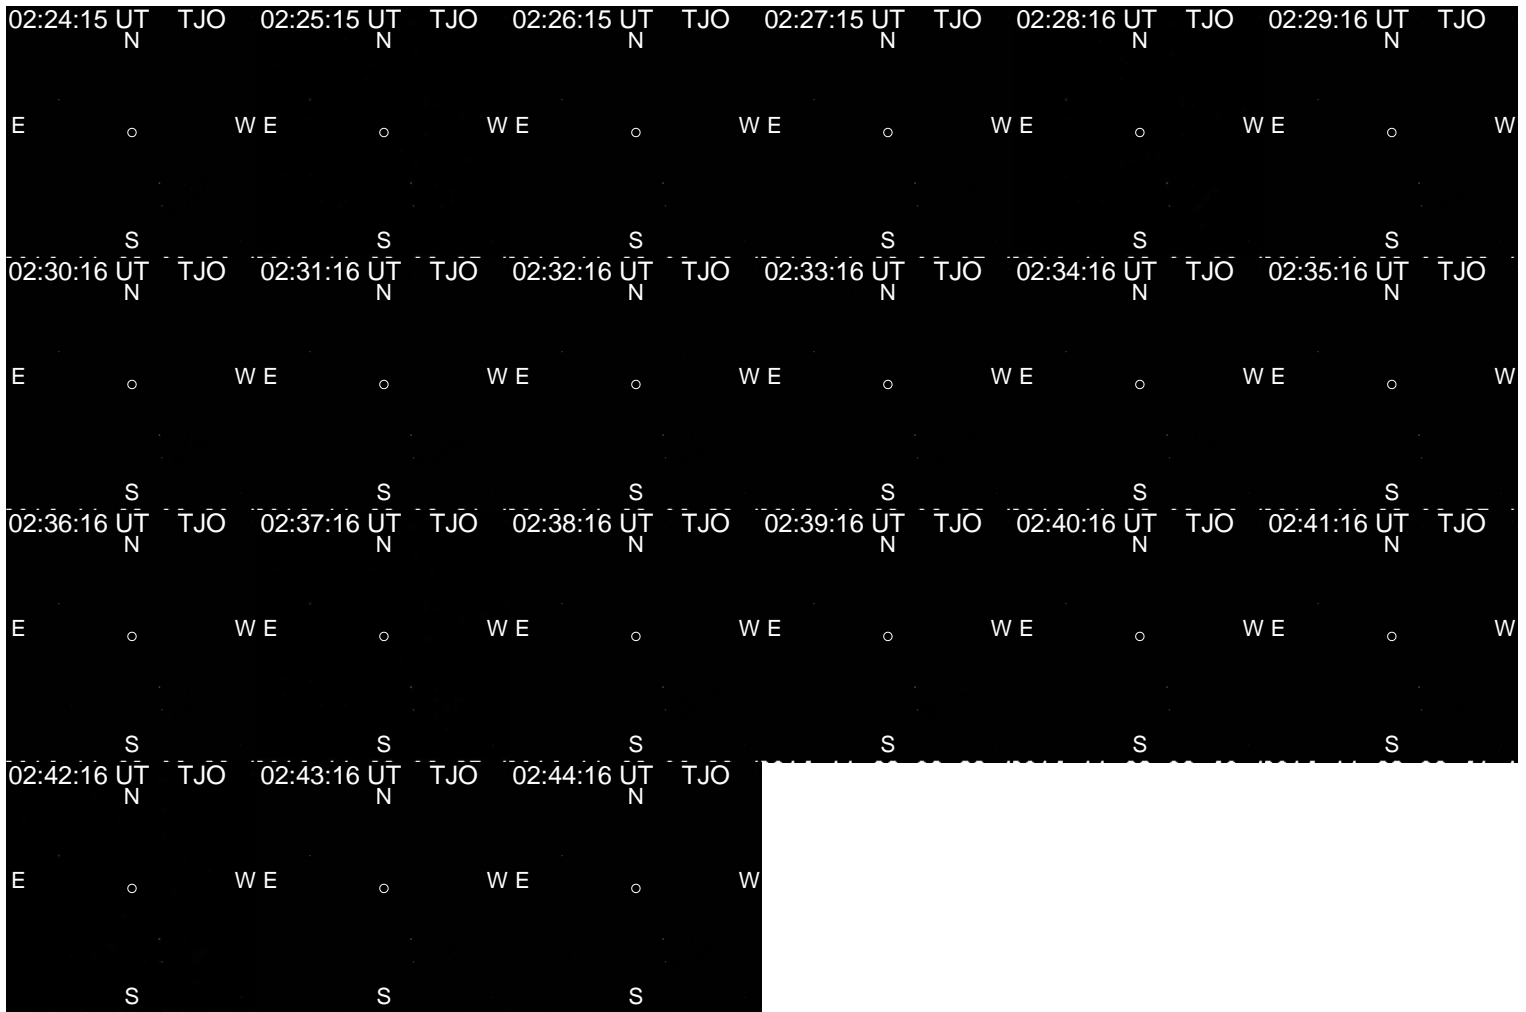 02:24:15 UT TJO 02:25:15 UT TJO 02:26:15 UT TJO 02:27:15 UT TJO 02:28:16 UT TJO 02:29:16 UT TJO
N N N N N N
E W E W E W E W E W E W
S S S S S S
02:30:16 UT TJO 02:31:16 UT TJO 02:32:16 UT TJO 02:33:16 UT TJO 02:34:16 UT TJO 02:35:16 UT TJO
N N N N N N
E W E W E W E W E W E W
S S S S S S
02:36:16 UT TJO 02:37:16 UT TJO 02:38:16 UT TJO 02:39:16 UT TJO 02:40:16 UT TJO 02:41:16 UT TJO
N N N N N N
E W E W E W E W E W E W
S S S S S S
02:42:16 UT TJO 02:43:16 UT TJO 02:44:16 UT TJO
N N N
E W E W E W
S S S